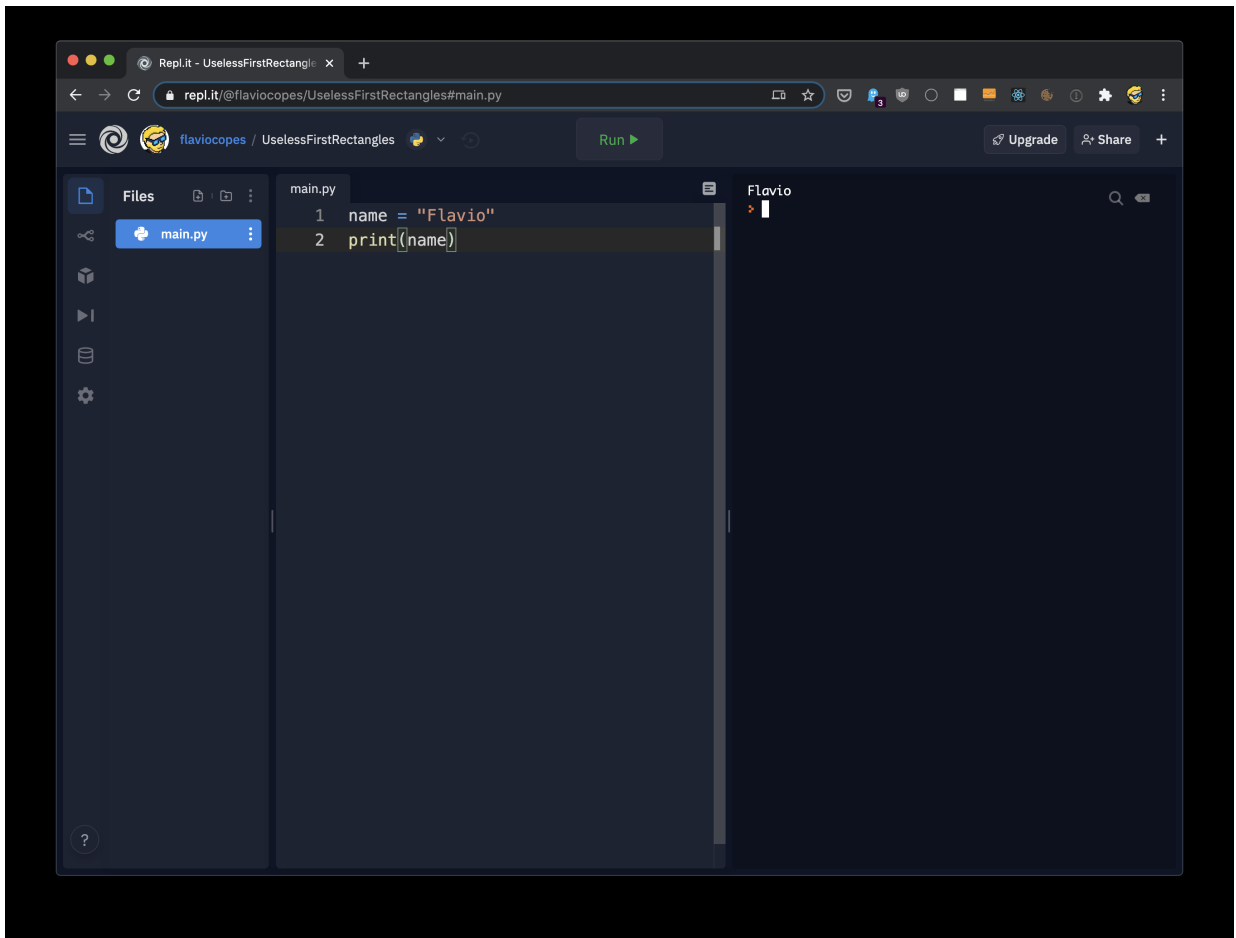 Repl.it - UselessFirstRectangle
repl.it/@flaviocopes/UselessFirstRectangles#main.py
3
flaviocopes / UselessFirstRectangles
Run
Upgrade
Share
Files
main.py
main.py
1 name = "Flavio"
2 print(name)
Flavio
>
?